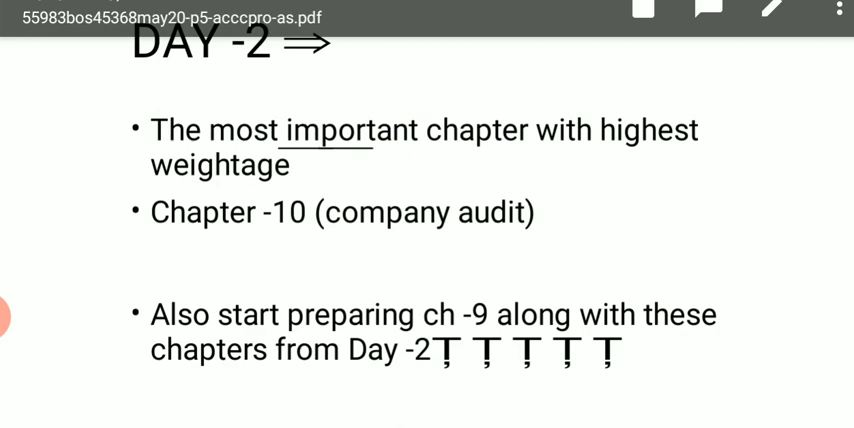 55983bos45368may20-p5-acccpro-as.pdf
DAY -2 ⇒
• The most important chapter with highest
weightage
• Chapter -10 (company audit)
• Also start preparing ch -9 along with these
chapters from Day -2Ț Ț Ț Ț Ț